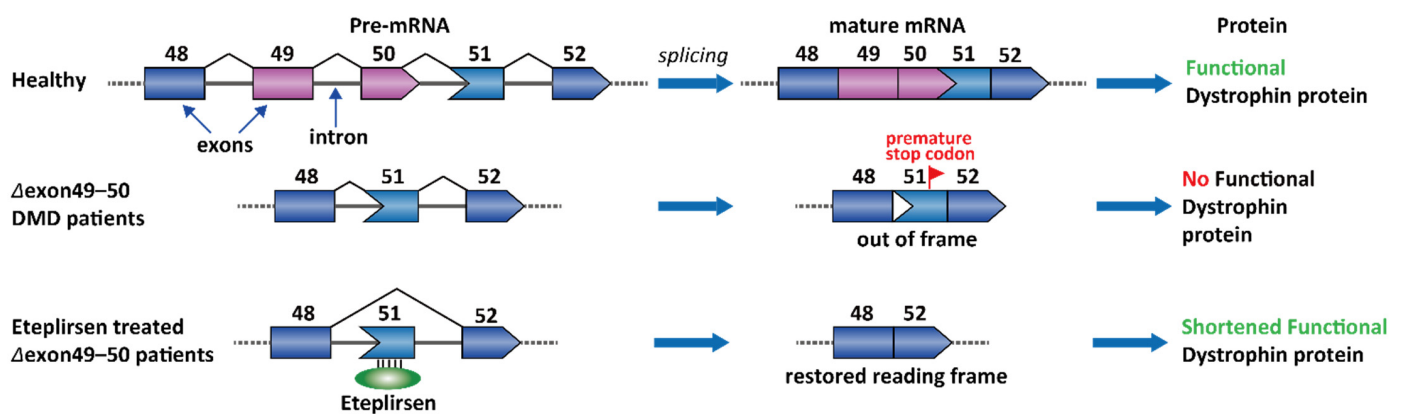 Pre-mRNA
mature mRNA
Protein
Healthy
48 49 50 51 52
splicing
48 49 50 51 52
Functional
Dystrophin protein
exons
intron
Δexon49–50
DMD patients
48 51 52
premature
stop codon
48 51 52
out of frame
No Functional
Dystrophin
protein
Eteplirsen treated
Δexon49–50 patients
48 51 52
Eteplirsen
48 52
restored reading frame
Shortened Functional
Dystrophin protein